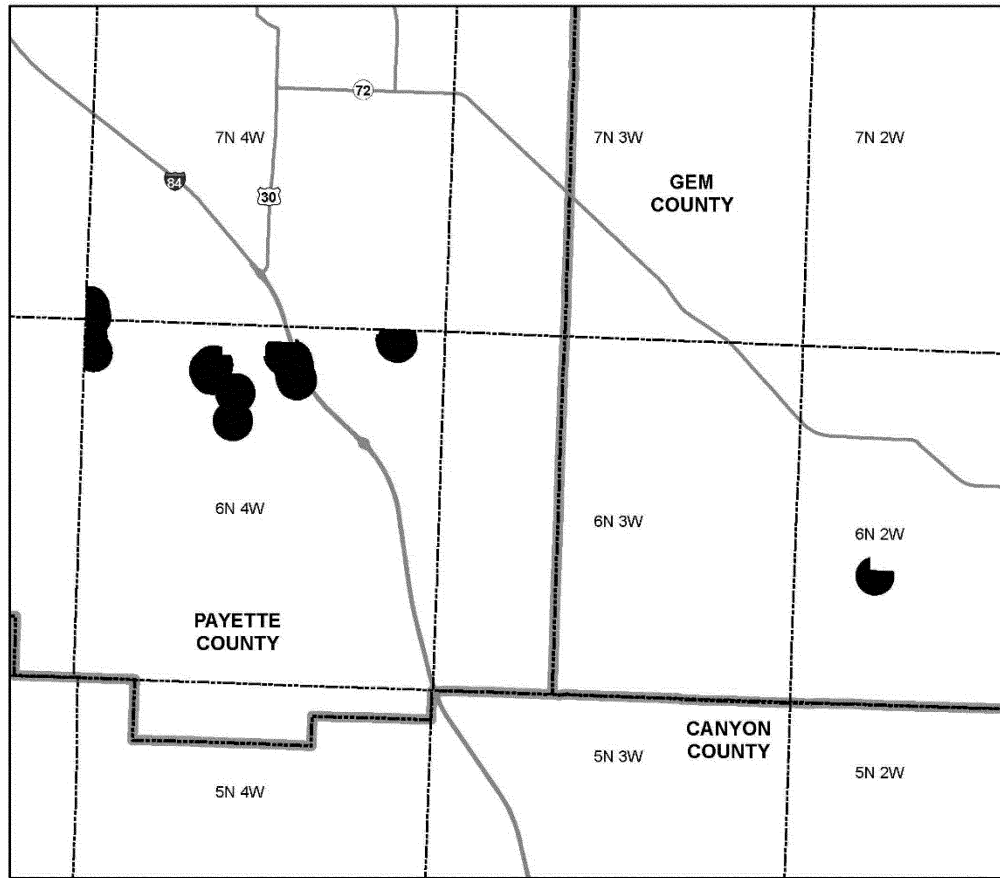 72
7N 4W
7N 3W
7N 2W
84
30
GEM
COUNTY
6N 4W
6N 3W
6N 2W
PAYETTE
COUNTY
CANYON
COUNTY
5N 4W
5N 3W
5N 2W